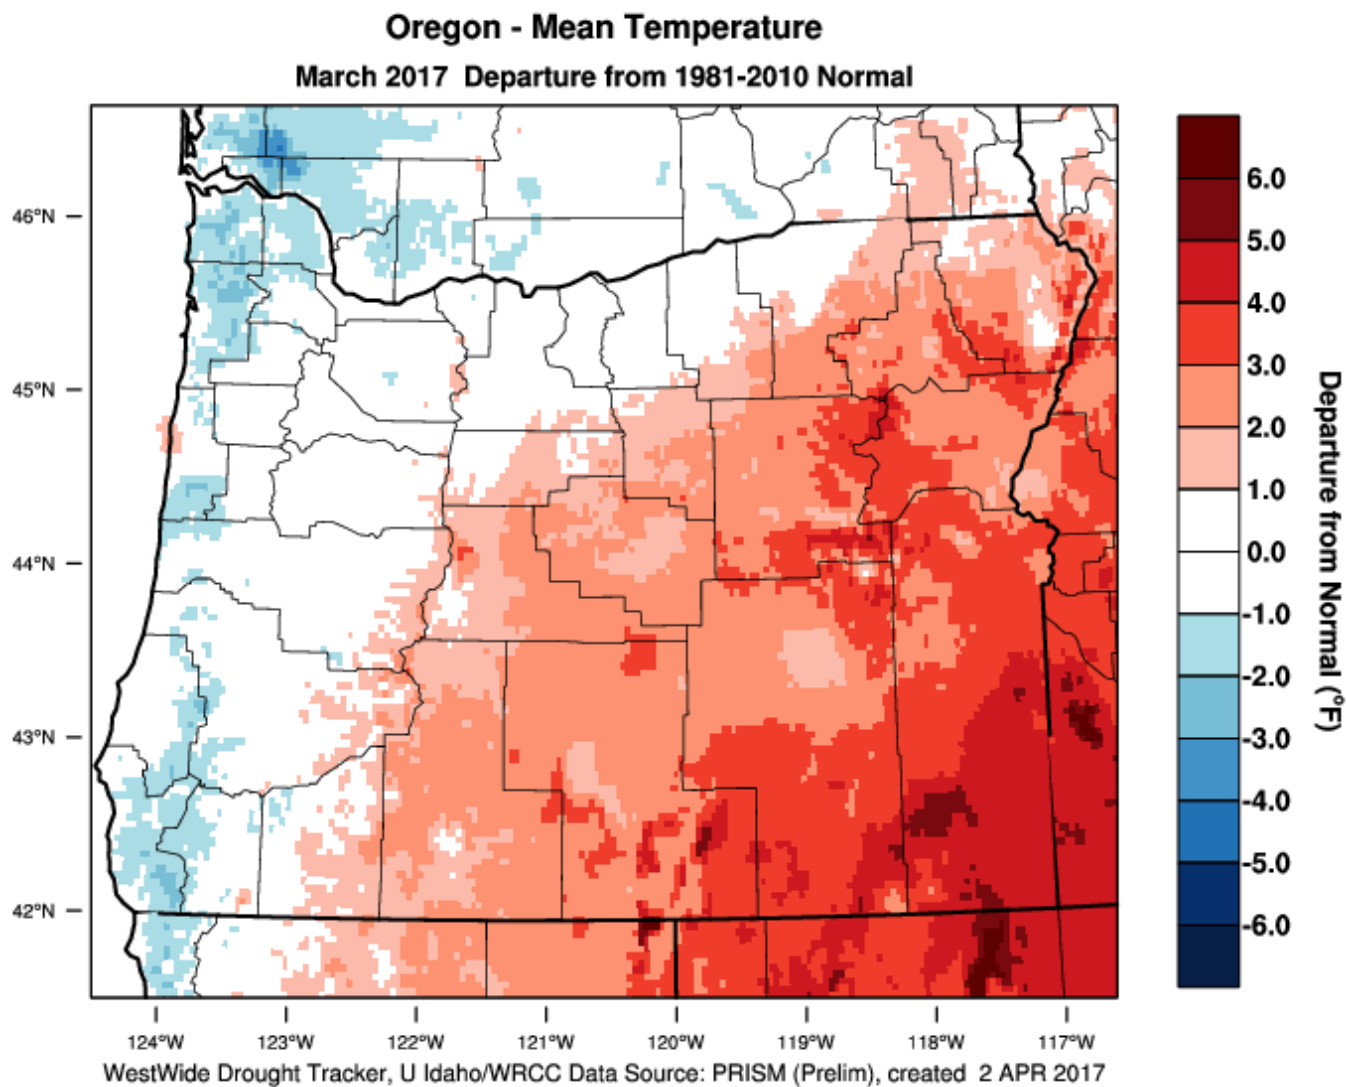 Oregon - Mean Temperature
March 2017  Departure from 1981-2010 Normal
46°N
45°N
44°N
43°N
42°N
124°W
123°W
122°W
121°W
120°W
119°W
118°W
117°W
6.0
5.0
4.0
3.0
2.0
1.0
0.0
-1.0
-2.0
-3.0
-4.0
-5.0
-6.0
Departure from Normal (°F)
WestWide Drought Tracker, U Idaho/WRCC Data Source: PRISM (Prelim), created  2 APR 2017